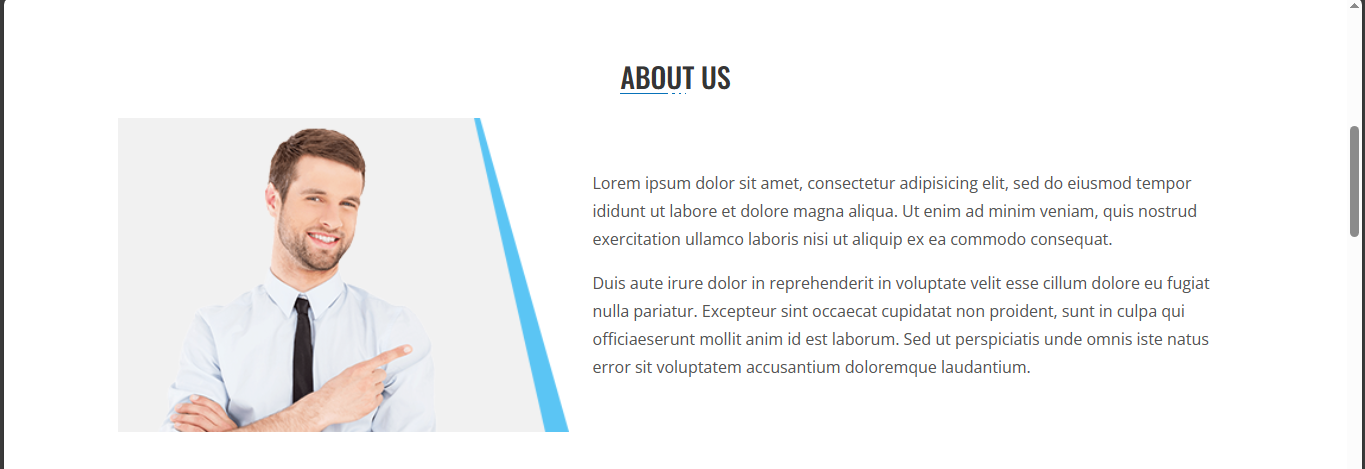 ABOUT US
Lorem ipsum dolor sit amet, consectetur adipisicing elit, sed do eiusmod tempor
ididunt ut labore et dolore magna aliqua. Ut enim ad minim veniam, quis nostrud
exercitation ullamco laboris nisi ut aliquip ex ea commodo consequat.
Duis aute irure dolor in reprehenderit in voluptate velit esse cillum dolore eu fugiat
nulla pariatur. Excepteur sint occaecat cupidatat non proident, sunt in culpa qui
officiaeserunt mollit anim id est laborum. Sed ut perspiciatis unde omnis iste natus
error sit voluptatem accusantium doloremque laudantium.